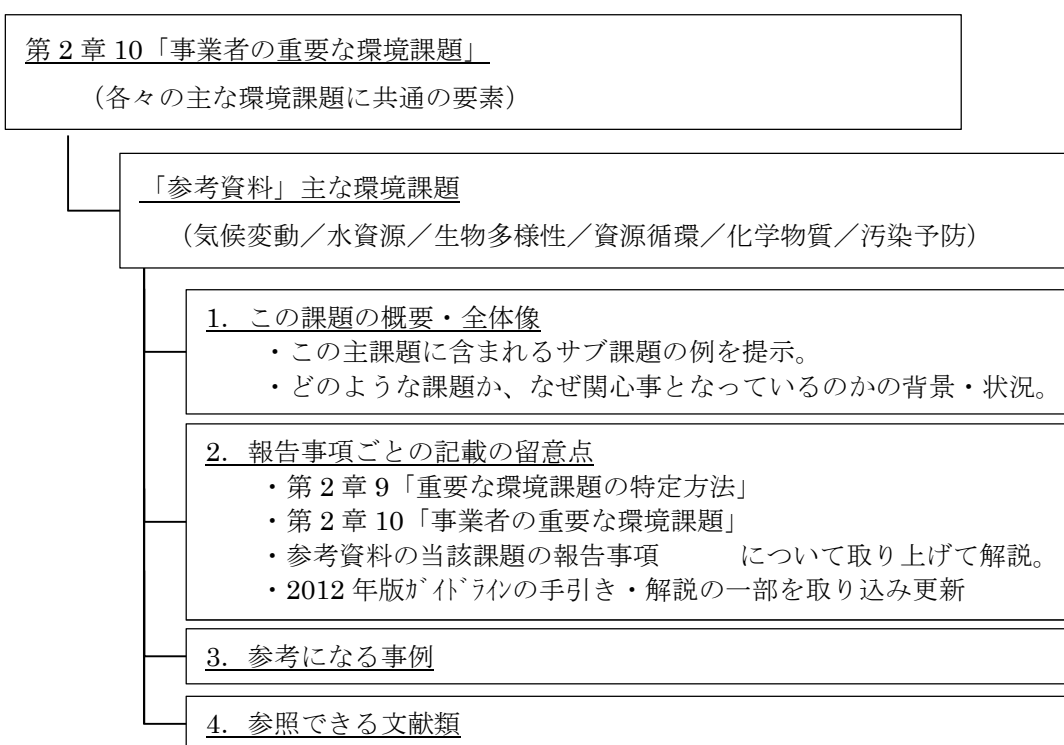 第 2 章 10「事業者の重要な環境課題」
（各々の主な環境課題に共通の要素）
「参考資料」主な環境課題
（気候変動／水資源／生物多様性／資源循環／化学物質／汚染予防）
1. この課題の概要・全体像
・この主課題に含まれるサブ課題の例を提示。
・どのような課題か、なぜ関心事となっているのかの背景・状況。
2. 報告事項ごとの記載の留意点
・第 2 章 9「重要な環境課題の特定方法」
・第 2 章 10「事業者の重要な環境課題」
・参考資料の当該課題の報告事項　　　について取り上げて解説。
・2012 年版ｶﾞｲﾄﾞﾗｲﾝの手引き・解説の一部を取り込み更新
3. 参考になる事例
4. 参照できる文献類